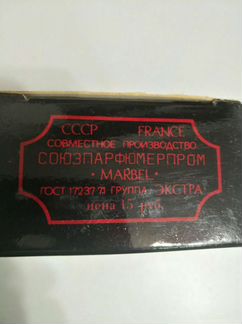 СССР FRANCE
СОВМЕСТНОЕ ПРОИЗВОДСТВО
СОЮЗПАРФЮМЕРПРОМ
· MARBEL ·
ГОСТ 17237-71 ГРУППА ЭКСТРА
цена 15 руб.